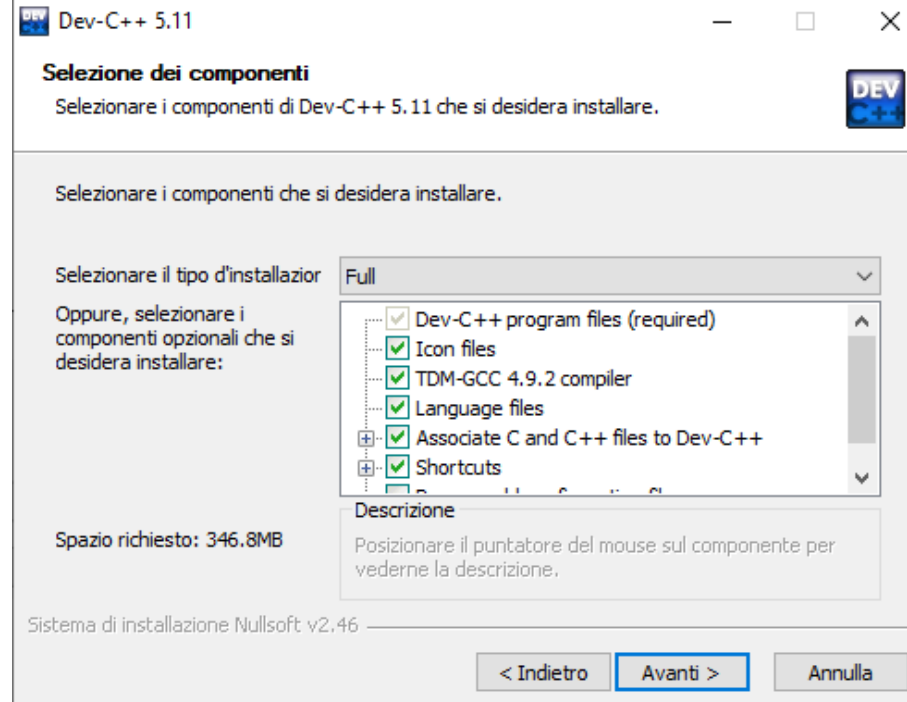 Dev-C++ 5.11
Selezione dei componenti
Selezionare i componenti di Dev-C++ 5.11 che si desidera installare.
DEV
C++
Selezionare i componenti che si desidera installare.
Selezionare il tipo d'installazior
Full
Oppure, selezionare i
componenti opzionali che si
desidera installare:
Dev-C++ program files (required)
Icon files
TDM-GCC 4.9.2 compiler
Language files
Associate C and C++ files to Dev-C++
Shortcuts
Descrizione
Posizionare il puntatore del mouse sul componente per
vederne la descrizione.
Spazio richiesto: 346.8MB
Sistema di installazione Nullsoft v2.46
< Indietro
Avanti >
Annulla